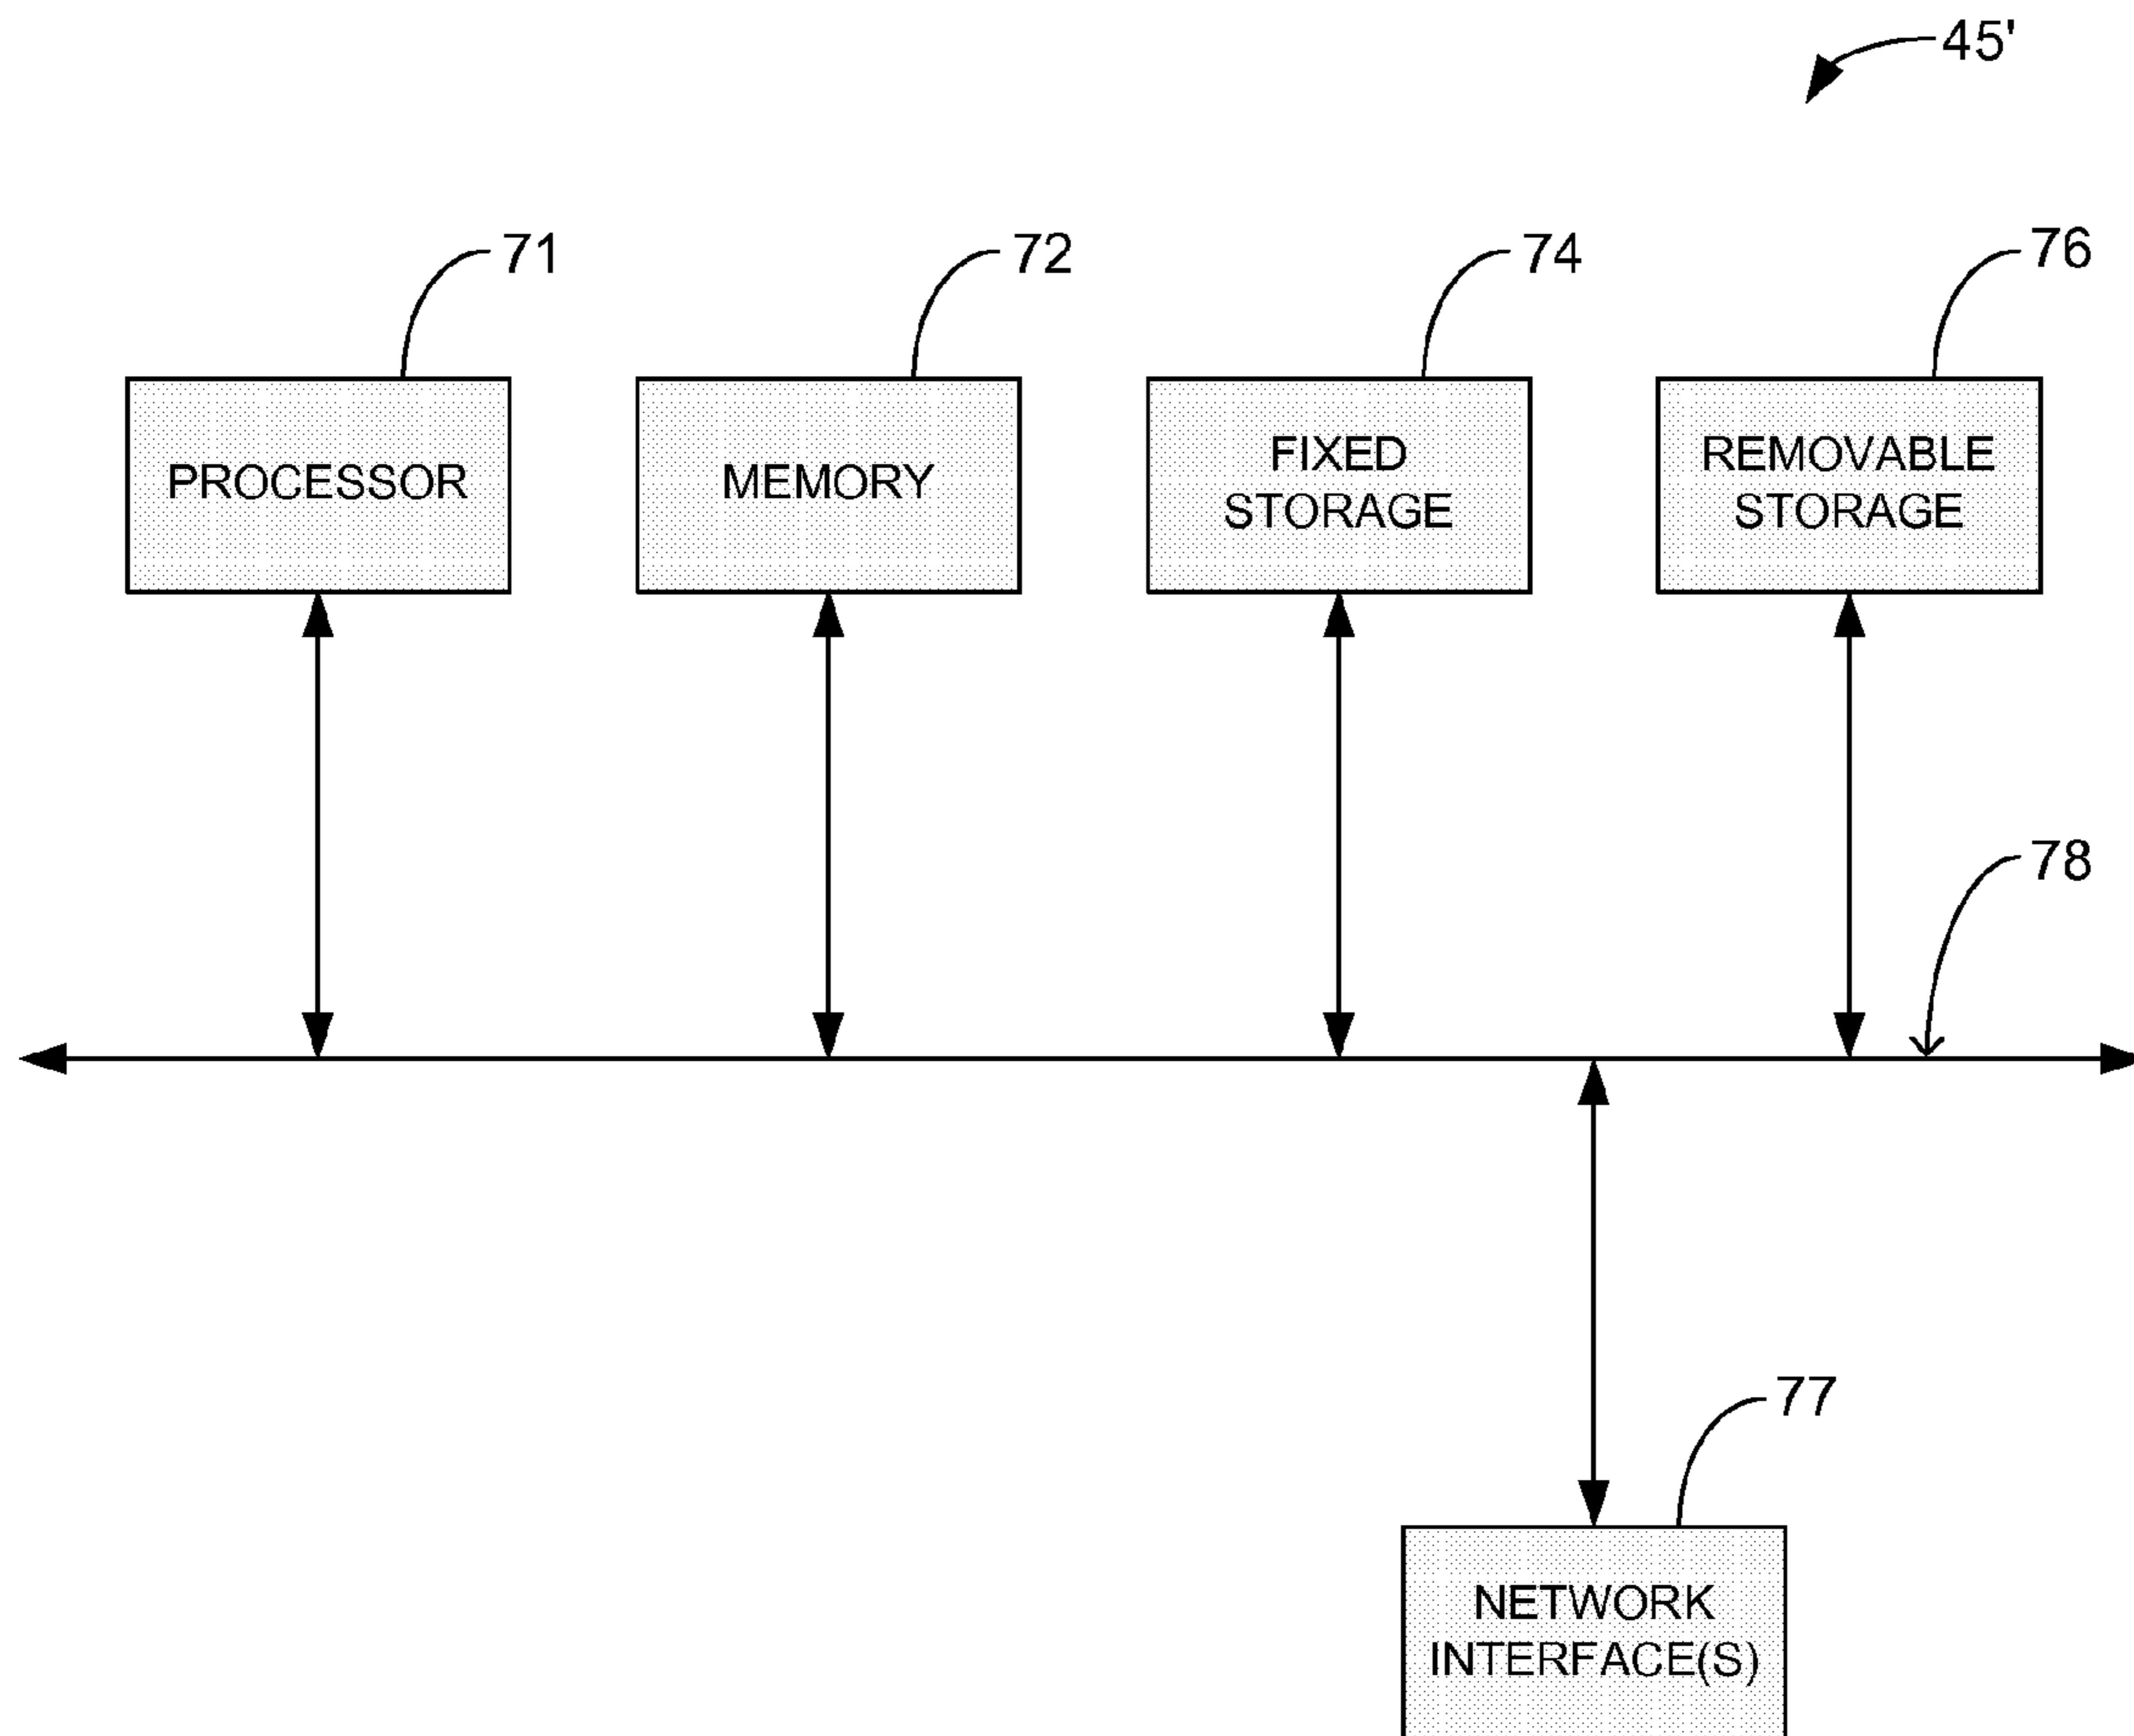 45'
71
72
74
76
PROCESSOR
MEMORY
FIXED
STORAGE
REMOVABLE
STORAGE
78
77
NETWORK
INTERFACE(S)